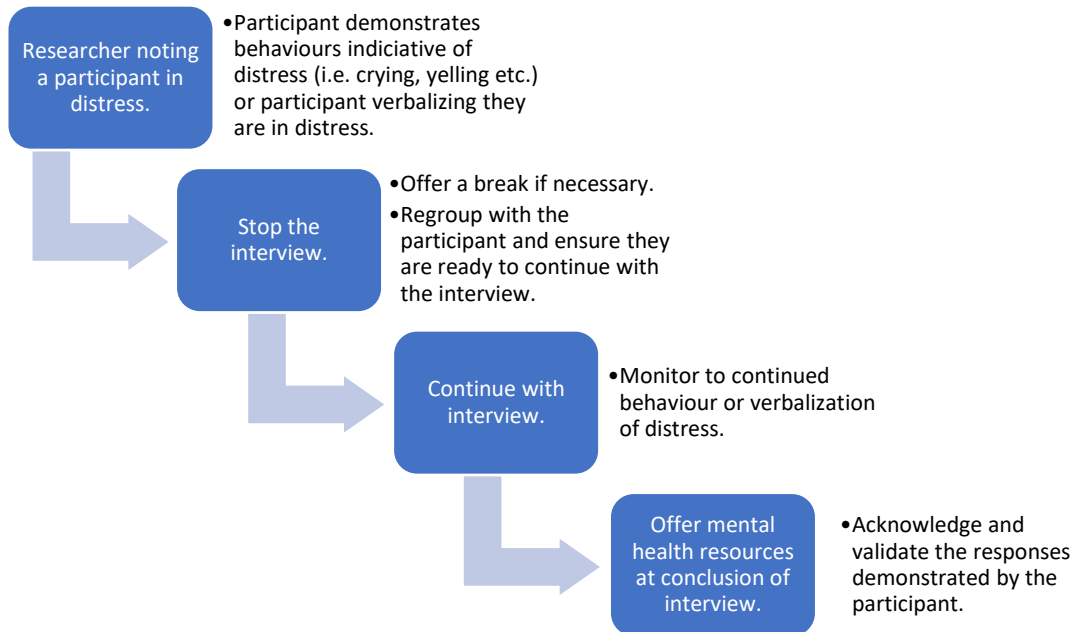 Researcher noting
a participant in
distress.
•Participant demonstrates
behaviours indiciative of
distress (i.e. crying, yelling etc.)
or participant verbalizing they
are in distress.
Stop the
interview.
•Offer a break if necessary.
•Regroup with the
participant and ensure they
are ready to continue with
the interview.
Continue with
interview.
•Monitor to continued
behaviour or verbalization
of distress.
Offer mental
health resources
at conclusion of
interview.
•Acknowledge and
validate the responses
demonstrated by the
participant.